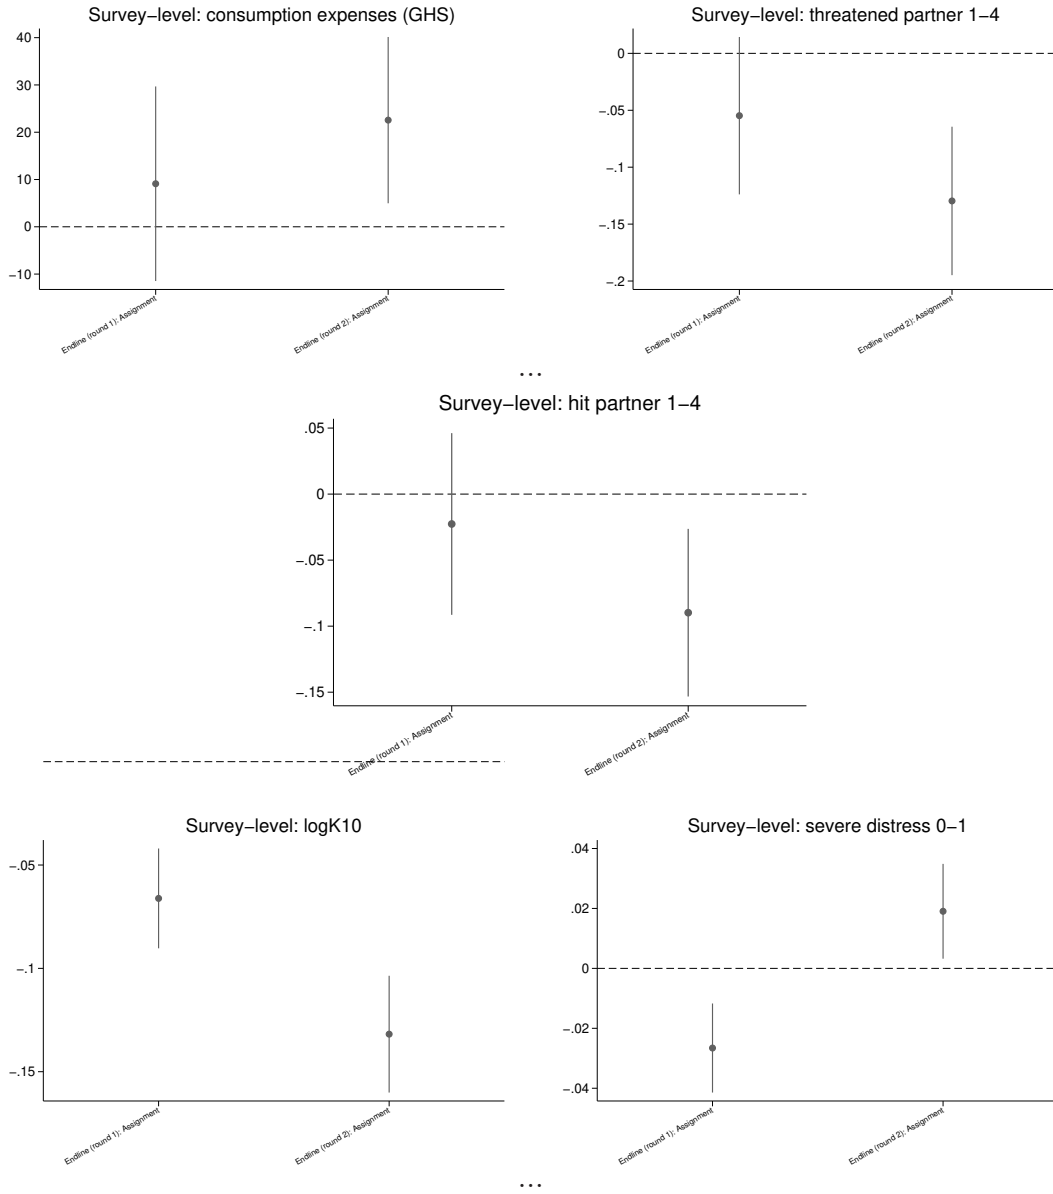 Survey−level: consumption expenses (GHS)
40
30
20
10
0
−10
Endline (round 1): Assignment
Endline (round 2): Assignment
Survey−level: threatened partner 1−4
0
−.05
−.1
−.15
−.2
Endline (round 1): Assignment
Endline (round 2): Assignment
...
Survey−level: hit partner 1−4
.05
0
−.05
−.1
−.15
Endline (round 1): Assignment
Endline (round 2): Assignment
Survey−level: logK10
−.05
−.1
−.15
Endline (round 1): Assignment
Endline (round 2): Assignment
Survey−level: severe distress 0−1
.04
.02
0
−.02
−.04
Endline (round 1): Assignment
Endline (round 2): Assignment
...